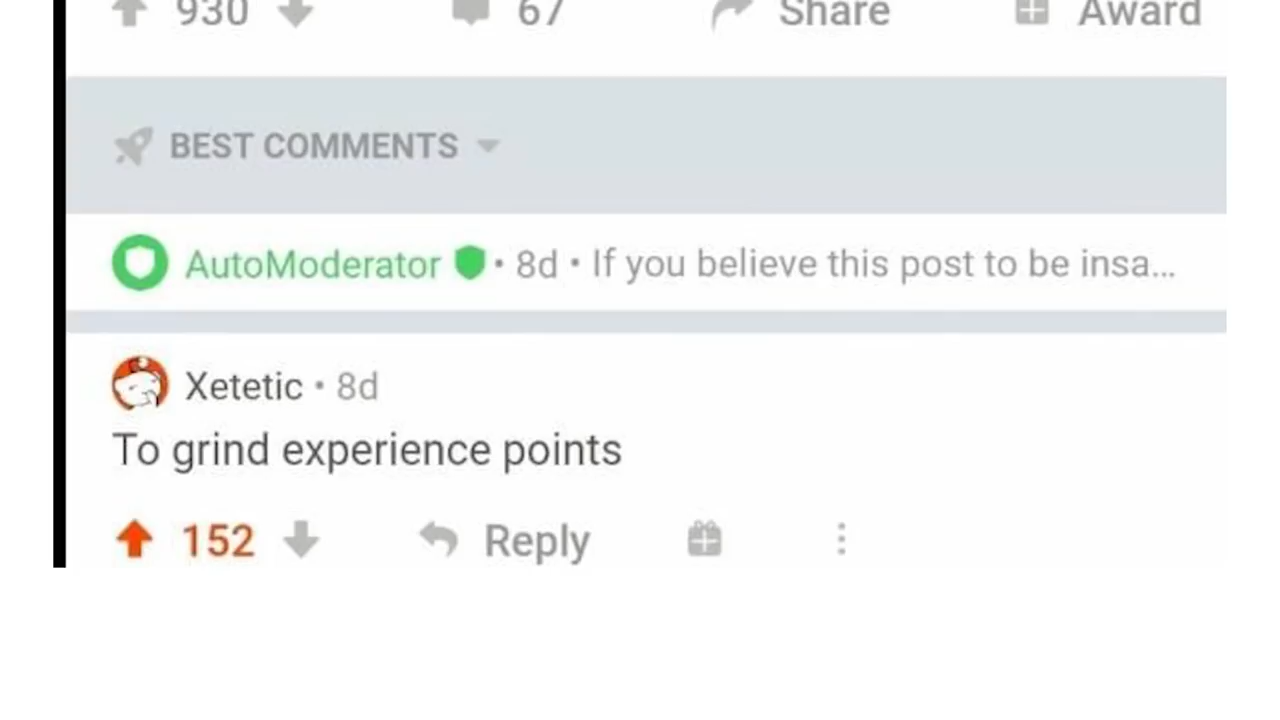 930 67 Share Award
BEST COMMENTS
AutoModerator • 8d • If you believe this post to be insa...
Xetetic • 8d
To grind experience points
152 Reply